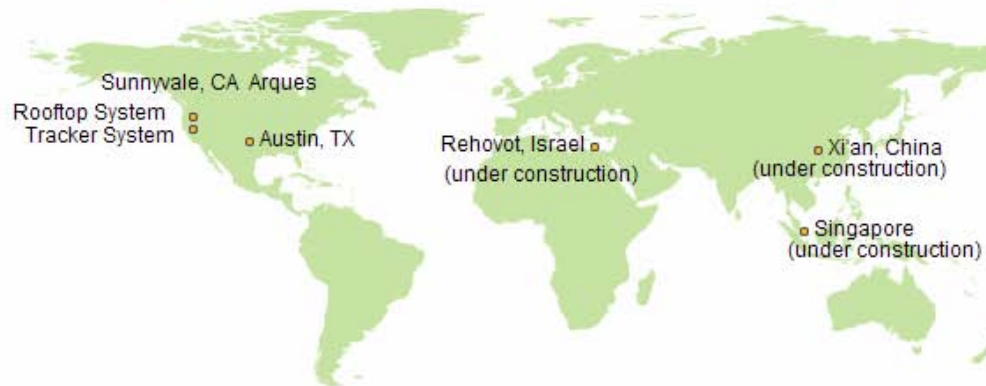 Sunnyvale, CA Arques
Rooftop System
Tracker System
Austin, TX
Rehovot, Israel
(under construction)
Xi'an, China
(under construction)
Singapore
(under construction)